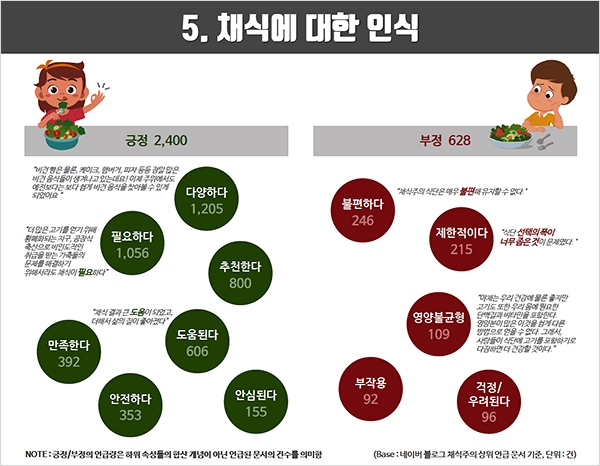 5. 채식에 대한 인식
긍정 2,400
부정 628
"비건 빵은 물론, 케이크, 햄버거, 피자 등등 정말 많은
비건 음식들이 생겨나고 있는데요! 이제 주위에서도
예전보다는 보다 쉽게 비건 음식을 찾아볼 수 있게
되었어요 "
다양하다
1,205
"더 많은 고기를 얻기 위해
황폐화되는 지구, 공장식
축산으로 비인도적인
취급을 받는 가축들의
문제를 해결하기
위해서라도 채식이 필요하다"
필요하다
1,056
추천한다
800
"채식 결과 큰 도움이 되었고,
더해서 삶의 질이 좋아졌다"
도움된다
606
만족한다
392
안전하다
353
안심된다
155
불편하다
246
"채식주의 식단은 매우 불편해 유지할 수 없다."
제한적이다
215
"식단 선택의 폭이
너무 좁은 것이 문제였다. "
영양불균형
109
"야채는 우리 건강에 물론 좋지만
고기도 또한 우리 몸에 필요한
단백질과 비타민을 포함한다.
영양분이 많은 이것을 쉽게 다른
방법으로 얻을 수 없다. 그래서,
사람들이 식단에 고기를 포함하기로
다짐하면 더 건강할 것이다."
부작용
92
걱정/
우려된다
96
NOTE : 긍정/부정의 언급량은 하위 속성들의 합산 개념이 아닌 언급된 문서의 건수를 의미함
(Base : 네이버 블로그 채식주의 상위 언급 문서 기준, 단위 : 건)